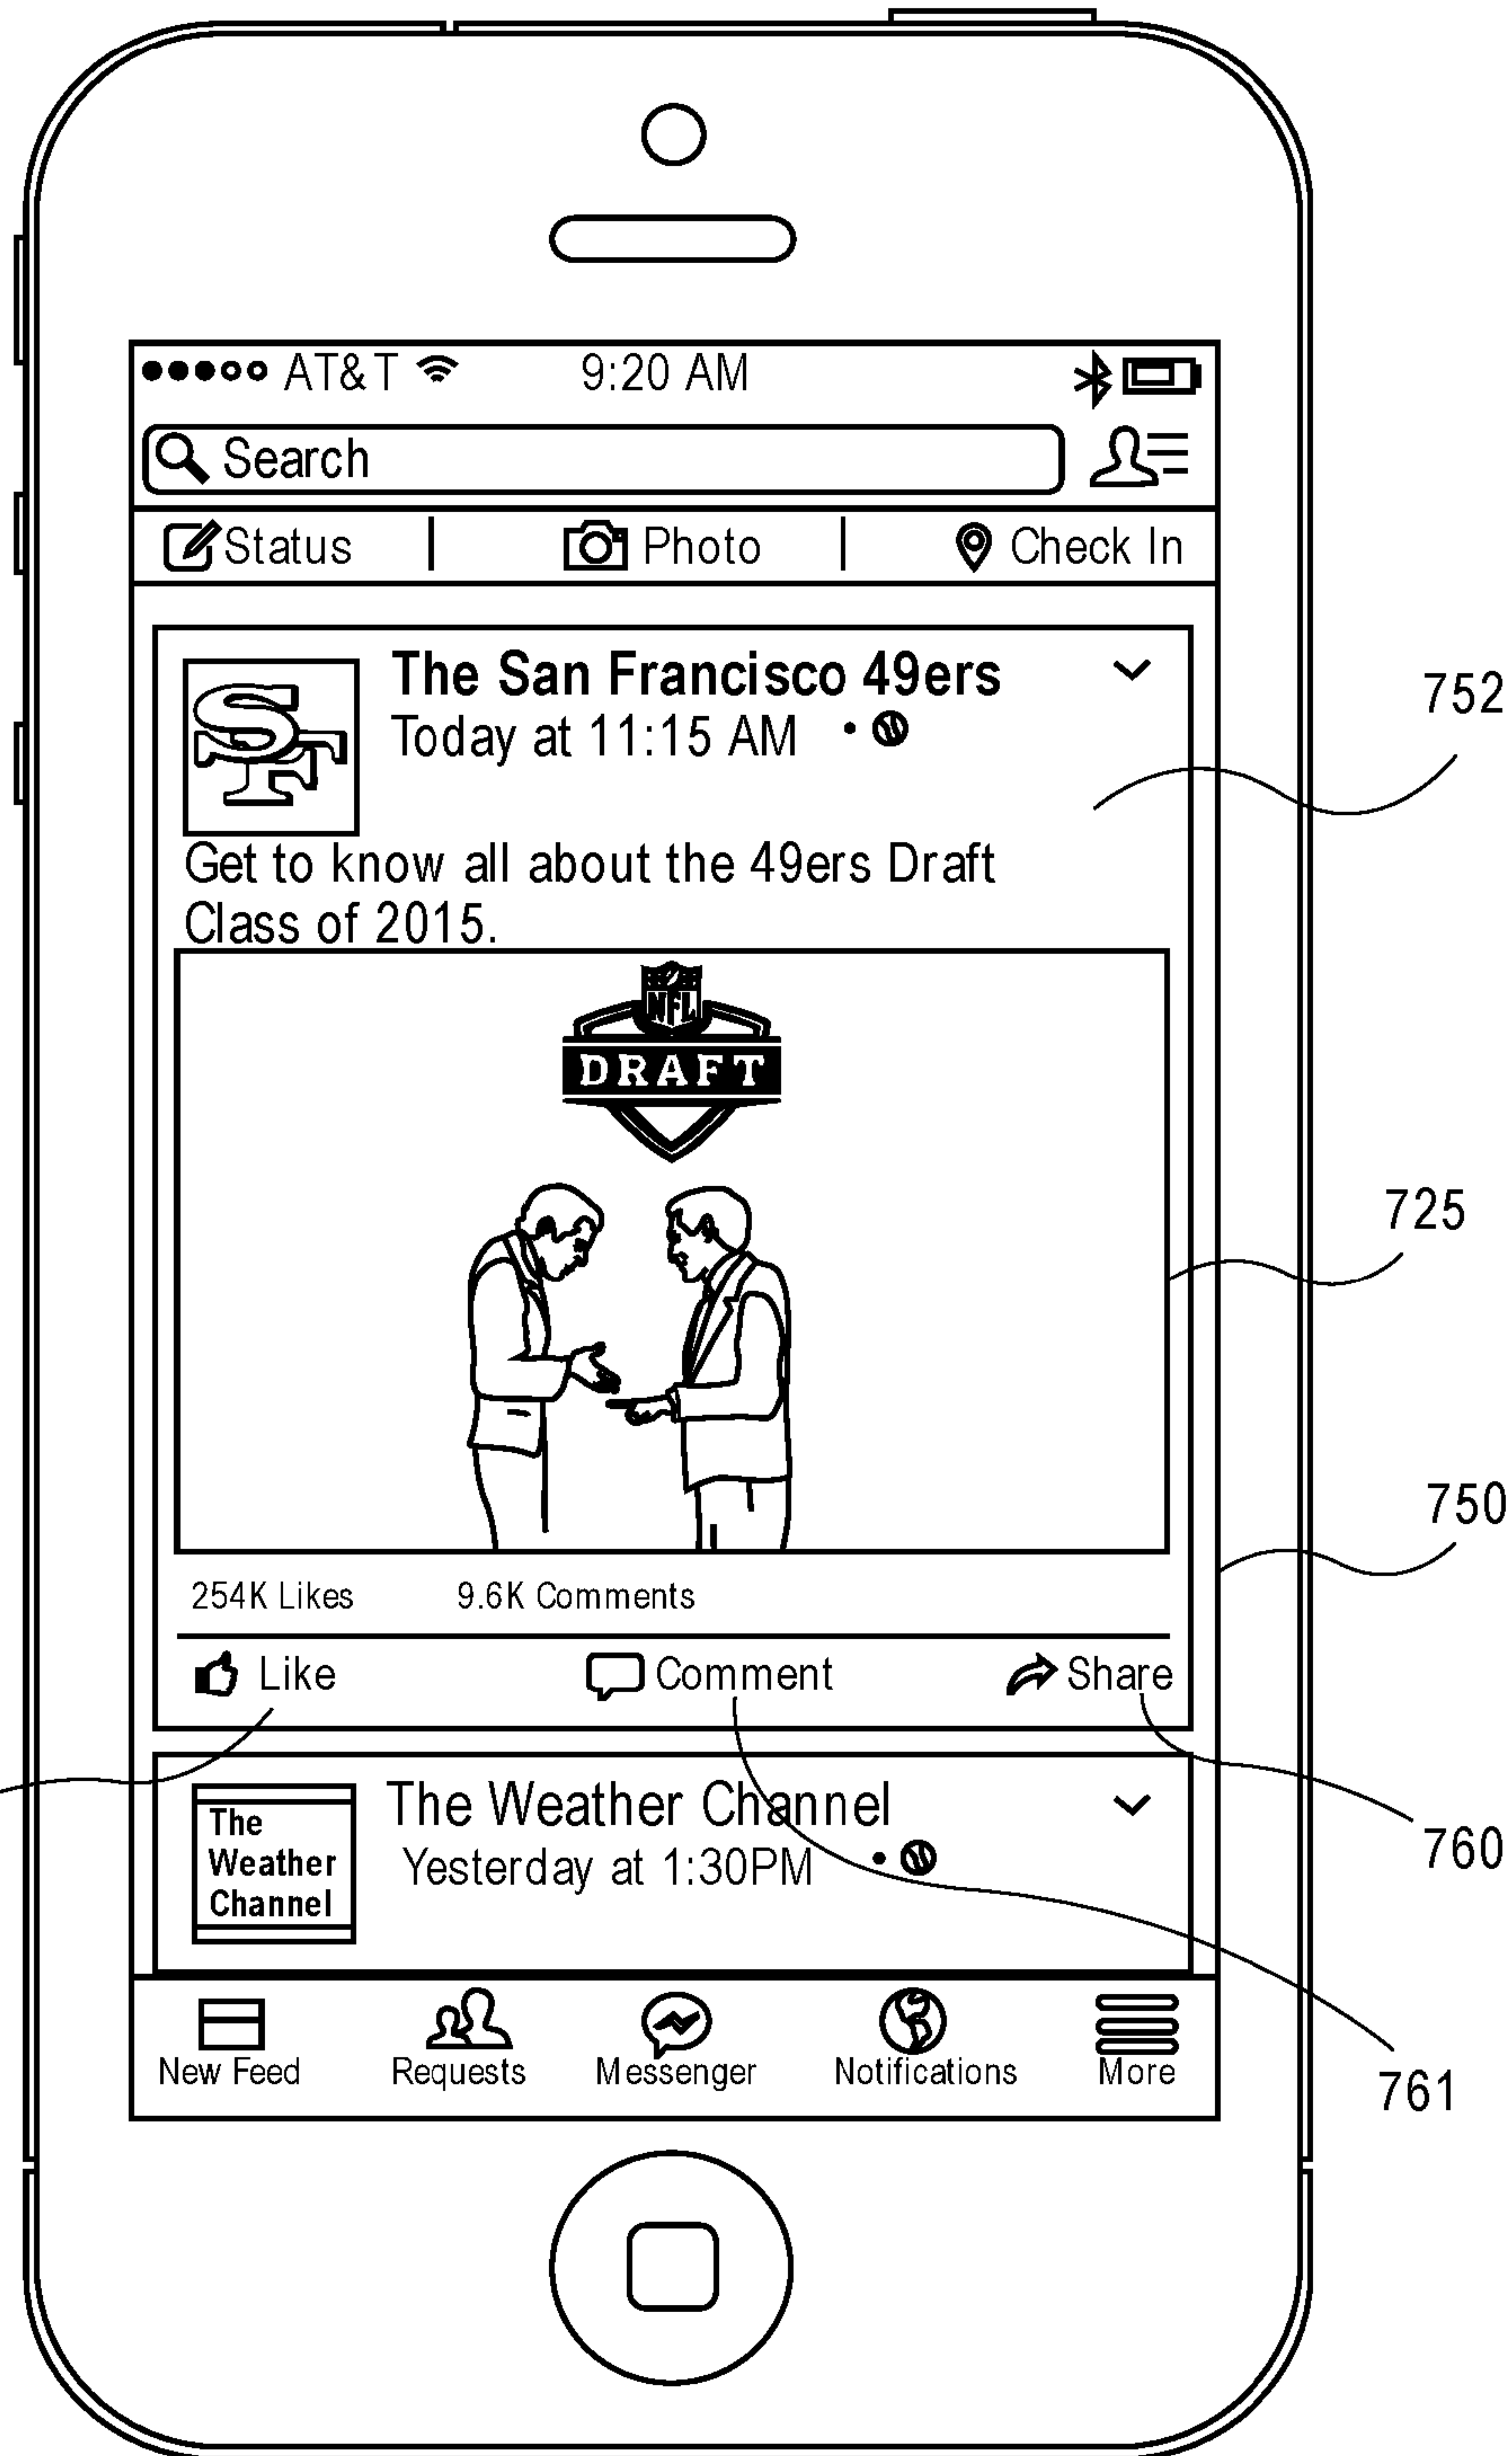 AT&T 9:20 AM
Search
Status | Photo | Check In
The San Francisco 49ers
Today at 11:15 AM
752
SF
Get to know all about the 49ers Draft
Class of 2015.
NFL
DRAFT
725
750
254K Likes 9.6K Comments
Like Comment Share
The Weather Channel
Yesterday at 1:30PM
The
Weather
Channel
760
New Feed Requests Messenger Notifications More
761